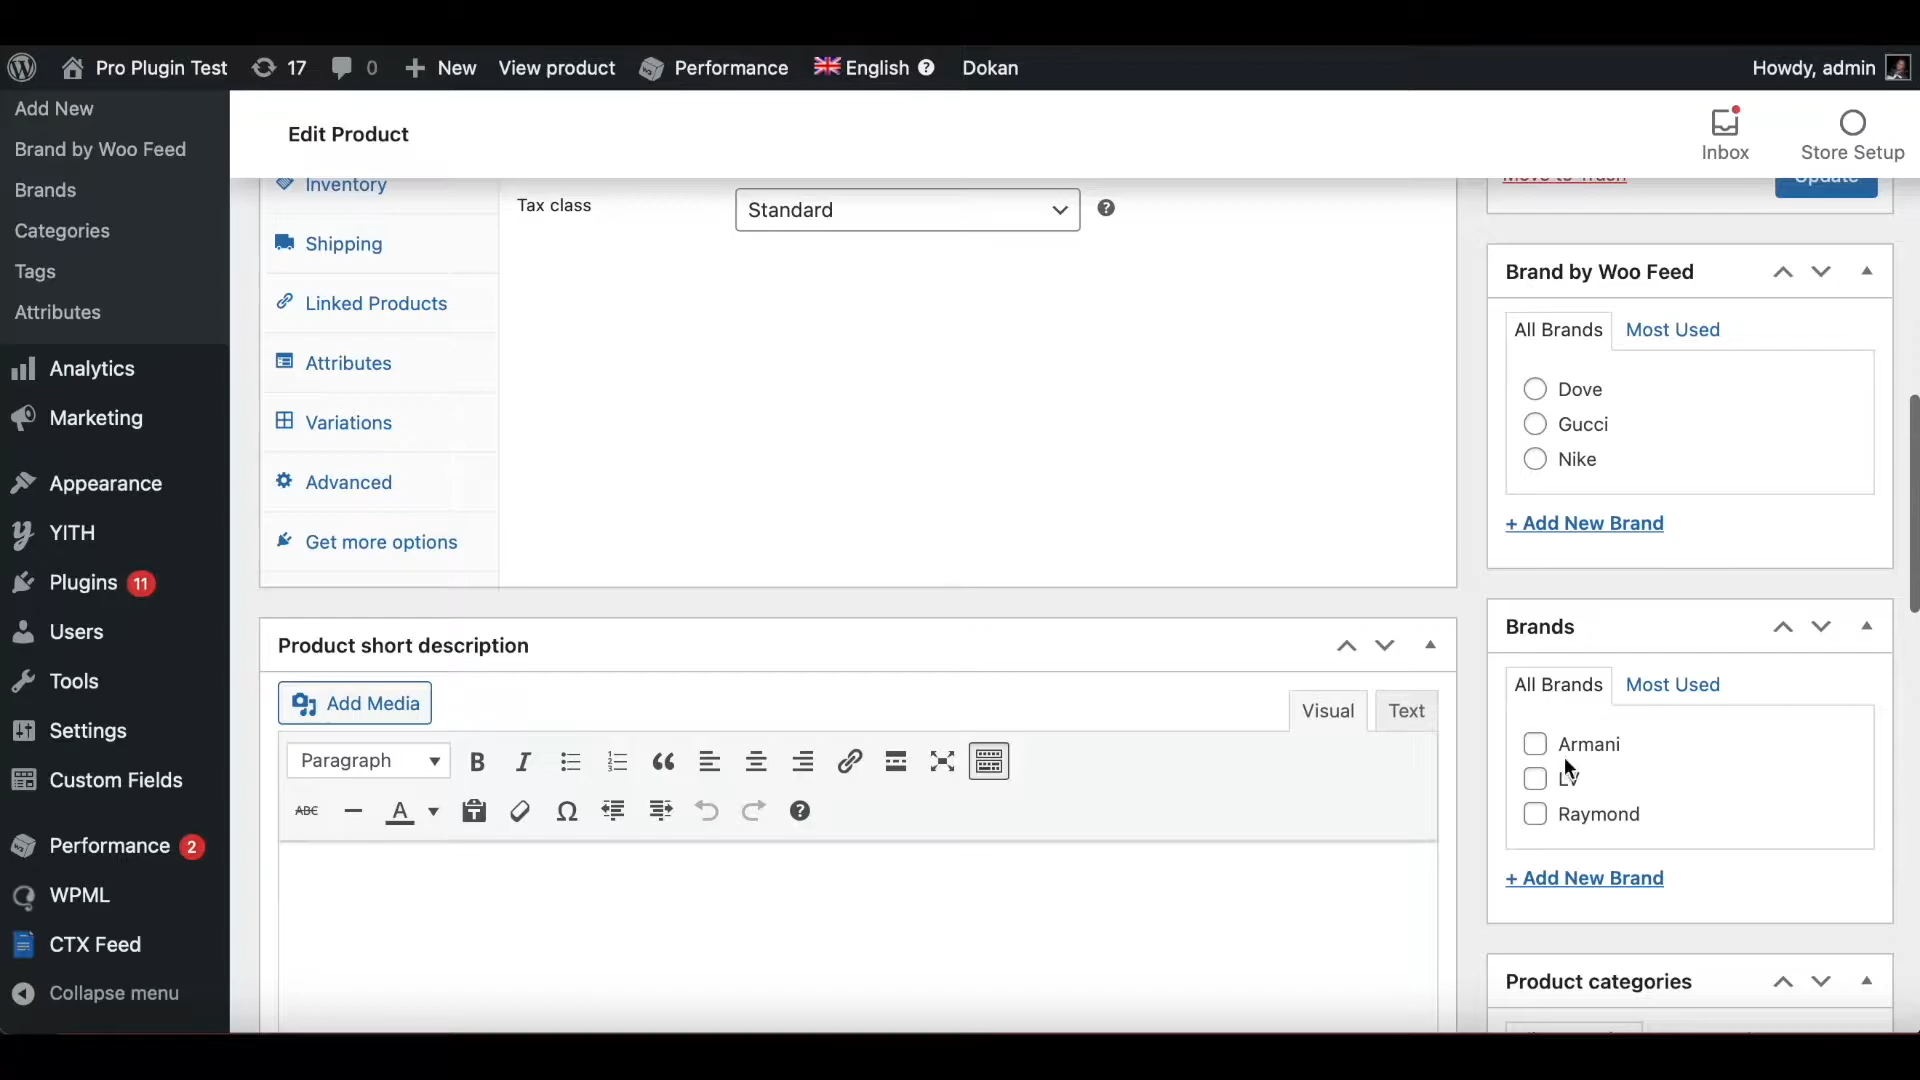 Pro Plugin Test 17 0 New View product Performance English Dokan Howdy, admin
Add New
Brand by Woo Feed
Brands
Categories
Tags
Attributes
Analytics
Marketing
Appearance
YITH
Plugins 11
Users
Tools
Settings
Custom Fields
Performance 2
WPML
CTX Feed
Collapse menu
Edit Product
Inbox
Store Setup
Inventory
Shipping
Linked Products
Attributes
Variations
Advanced
Get more options
Tax class
Standard
Product short description
Add Media
Visual Text
Paragraph
ABC
Move to Trash
Update
Brand by Woo Feed
All Brands Most Used
Dove
Gucci
Nike
+ Add New Brand
Brands
All Brands Most Used
Armani
LV
Raymond
+ Add New Brand
Product categories